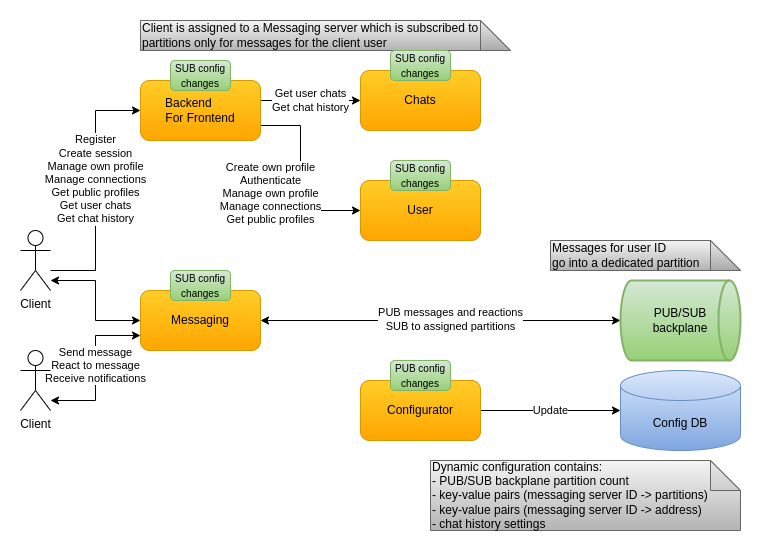 Client is assigned to a Messaging server which is subscribed to
partitions only for messages for the client user
SUB config
changes
Backend
For Frontend
Get user chats
Get chat history
SUB config
changes
Chats
Register
Create session
Manage own profile
Manage connections
Get public profiles
Get user chats
Get chat history
Create own profile
Authenticate
Manage own profile
Manage connections
Get public profiles
SUB config
changes
User
Client
SUB config
changes
Messaging
PUB messages and reactions
SUB to assigned partitions
Messages for user ID
go into a dedicated partition
PUB/SUB
backplane
Send message
React to message
Receive notifications
Client
PUB config
changes
Configurator
Update
Config DB
Dynamic configuration contains:
- PUB/SUB backplane partition count
- key-value pairs (messaging server ID -> partitions)
- key-value pairs (messaging server ID -> address)
- chat history settings